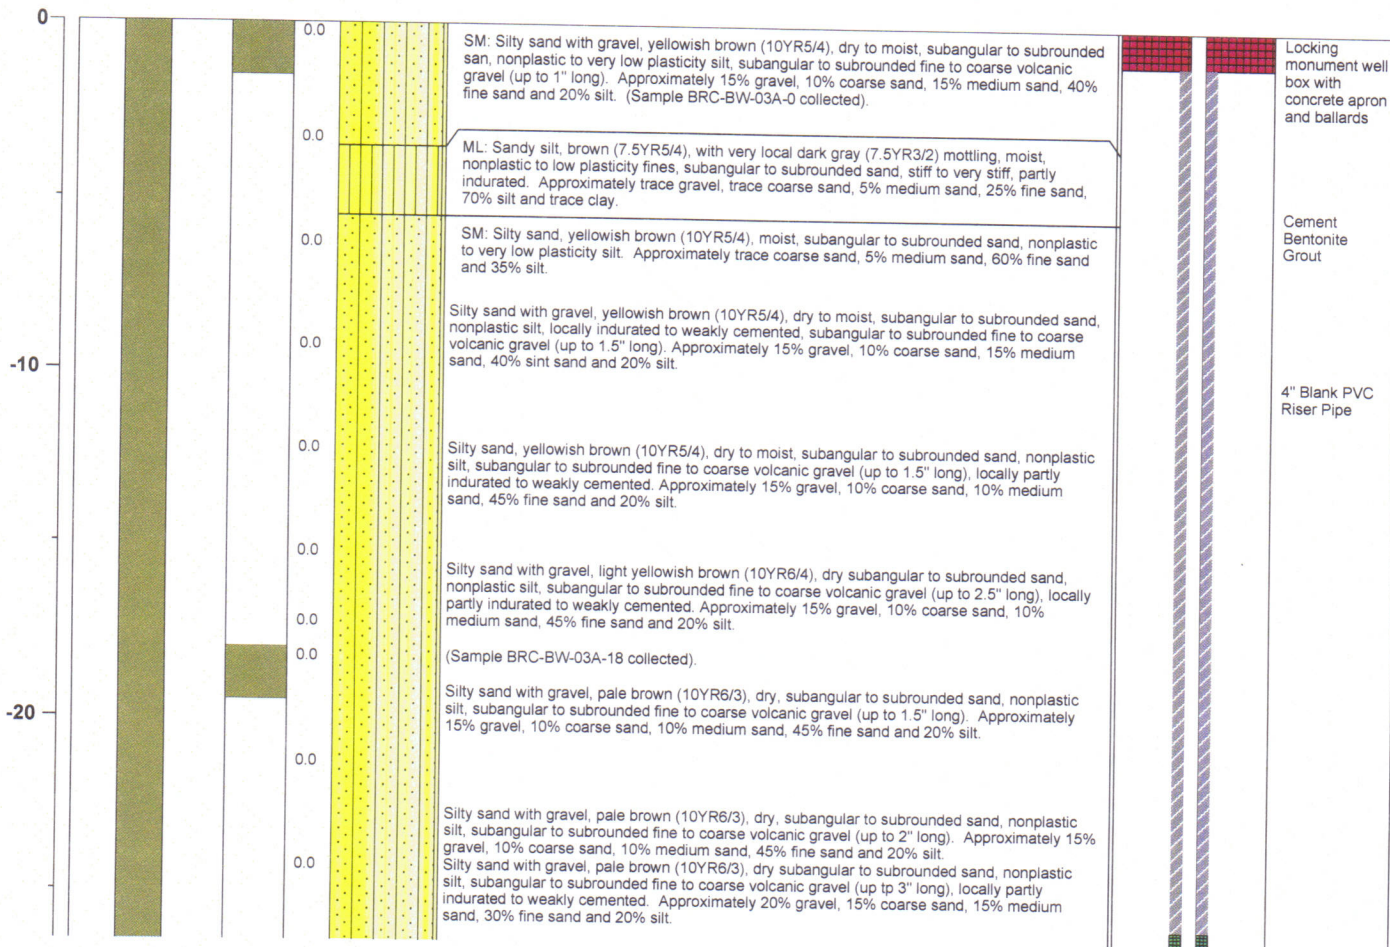 0
0.0
SM: Silty sand with gravel, yellowish brown (10YR5/4), dry to moist, subangular to subrounded
san, nonplastic to very low plasticity silt, subangular to subrounded fine to coarse volcanic
gravel (up to 1" long). Approximately 15% gravel, 10% coarse sand, 15% medium sand, 40%
fine sand and 20% silt. (Sample BRC-BW-03A-0 collected).
Locking
monument well
box with
concrete apron
and ballards
0.0
ML: Sandy silt, brown (7.5YR5/4), with very local dark gray (7.5YR3/2) mottling, moist,
nonplastic to low plasticity fines, subangular to subrounded sand, stiff to very stiff, partly
indurated. Approximately trace gravel, trace coarse sand, 5% medium sand, 25% fine sand,
70% silt and trace clay.
0.0
SM: Silty sand, yellowish brown (10YR5/4), moist, subangular to subrounded sand, nonplastic
to very low plasticity silt. Approximately trace coarse sand, 5% medium sand, 60% fine sand
and 35% silt.
Cement
Bentonite
Grout
Silty sand with gravel, yellowish brown (10YR5/4), dry to moist, subangular to subrounded sand,
nonplastic silt, locally indurated to weakly cemented, subangular to subrounded fine to coarse
volcanic gravel (up to 1.5" long). Approximately 15% gravel, 10% coarse sand, 15% medium
sand, 40% sint sand and 20% silt.
0.0
-10
4" Blank PVC
Riser Pipe
0.0
Silty sand, yellowish brown (10YR5/4), dry to moist, subangular to subrounded sand, nonplastic
silt, subangular to subrounded fine to coarse volcanic gravel (up to 1.5" long), locally partly
indurated to weakly cemented. Approximately 15% gravel, 10% coarse sand, 10% medium
sand, 45% fine sand and 20% silt.
0.0
Silty sand with gravel, light yellowish brown (10YR6/4), dry subangular to subrounded sand,
nonplastic silt, subangular to subrounded fine to coarse volcanic gravel (up to 2.5" long), locally
partly indurated to weakly cemented. Approximately 15% gravel, 10% coarse sand, 10%
medium sand, 45% fine sand and 20% silt.
0.0
0.0
(Sample BRC-BW-03A-18 collected).
Silty sand with gravel, pale brown (10YR6/3), dry, subangular to subrounded sand, nonplastic
silt, subangular to subrounded fine to coarse volcanic gravel (up to 1.5" long). Approximately
15% gravel, 10% coarse sand, 10% medium sand, 45% fine sand and 20% silt.
-20
0.0
Silty sand with gravel, pale brown (10YR6/3), dry, subangular to subrounded sand, nonplastic
silt, subangular to subrounded fine to coarse volcanic gravel (up to 2" long). Approximately 15%
gravel, 10% coarse sand, 10% medium sand, 45% fine sand and 20% silt.
0.0
Silty sand with gravel, pale brown (10YR6/3), dry subangular to subrounded sand, nonplastic
silt, subangular to subrounded fine to coarse volcanic gravel (up tp 3" long), locally partly
indurated to weakly cemented. Approximately 20% gravel, 15% coarse sand, 15% medium
sand, 30% fine sand and 20% silt.